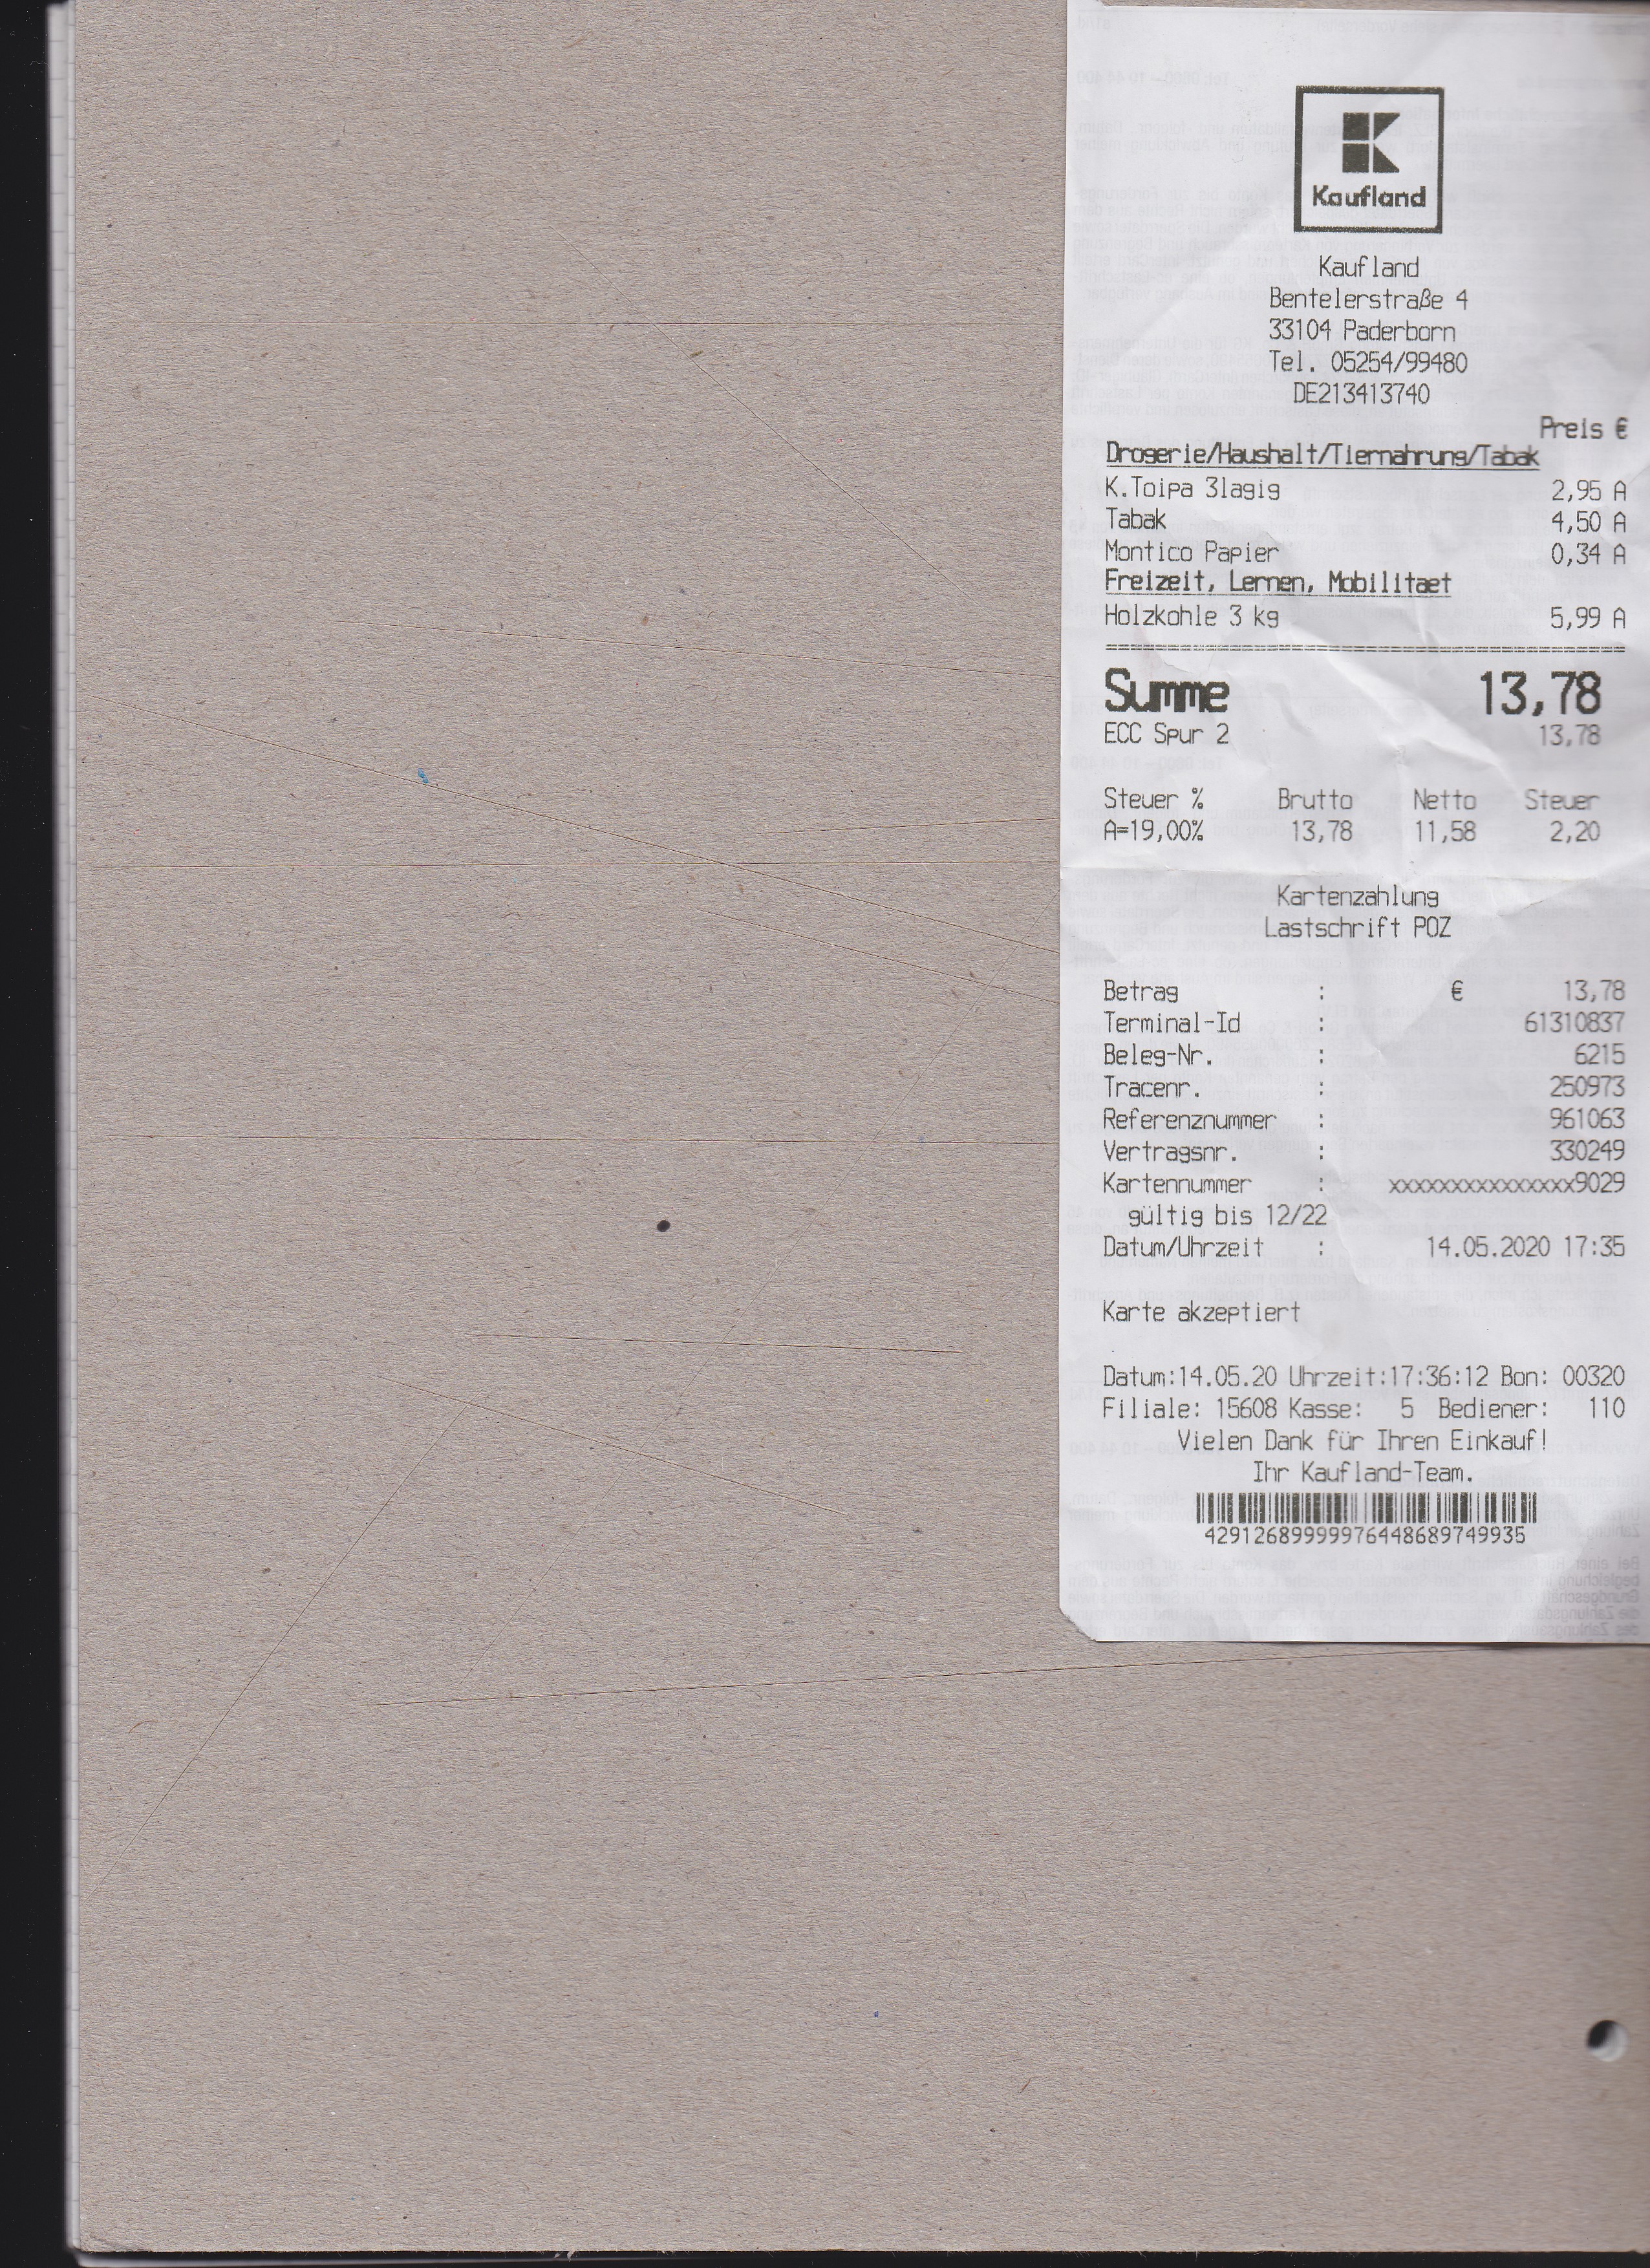 Kaufland
Kaufland
Bentelerstraße 4
33104 Paderborn
Tel. 05254/99480
DE213413740
Preis €
Drogerie/Haushalt/Tiernahrung/Tabak
K.Toipa 3lagig 2,95 A
Tabak 4,50 A
Montico Papier 0,34 A
Freizeit, Lernen, Mobilitaet
Holzkohle 3 kg 5,99 A
Summe 13,78
ECC Spur 2 13,78
Steuer % Brutto Netto Steuer
A=19,00% 13,78 11,58 2,20
Kartenzahlung
Lastschrift POZ
Betrag : € 13,78
Terminal-Id : 61310837
Beleg-Nr. : 6215
Tracenr. : 250973
Referenznummer : 961063
Vertragsnr. : 330249
Kartennummer : xxxxxxxxxxxxxxx9029
gültig bis 12/22
Datum/Uhrzeit : 14.05.2020 17:35
Karte akzeptiert
Datum:14.05.20 Uhrzeit:17:36:12 Bon: 00320
Filiale: 15608 Kasse: 5 Bediener: 110
Vielen Dank für Ihren Einkauf!
Ihr Kaufland-Team.
429126899999976448689749935